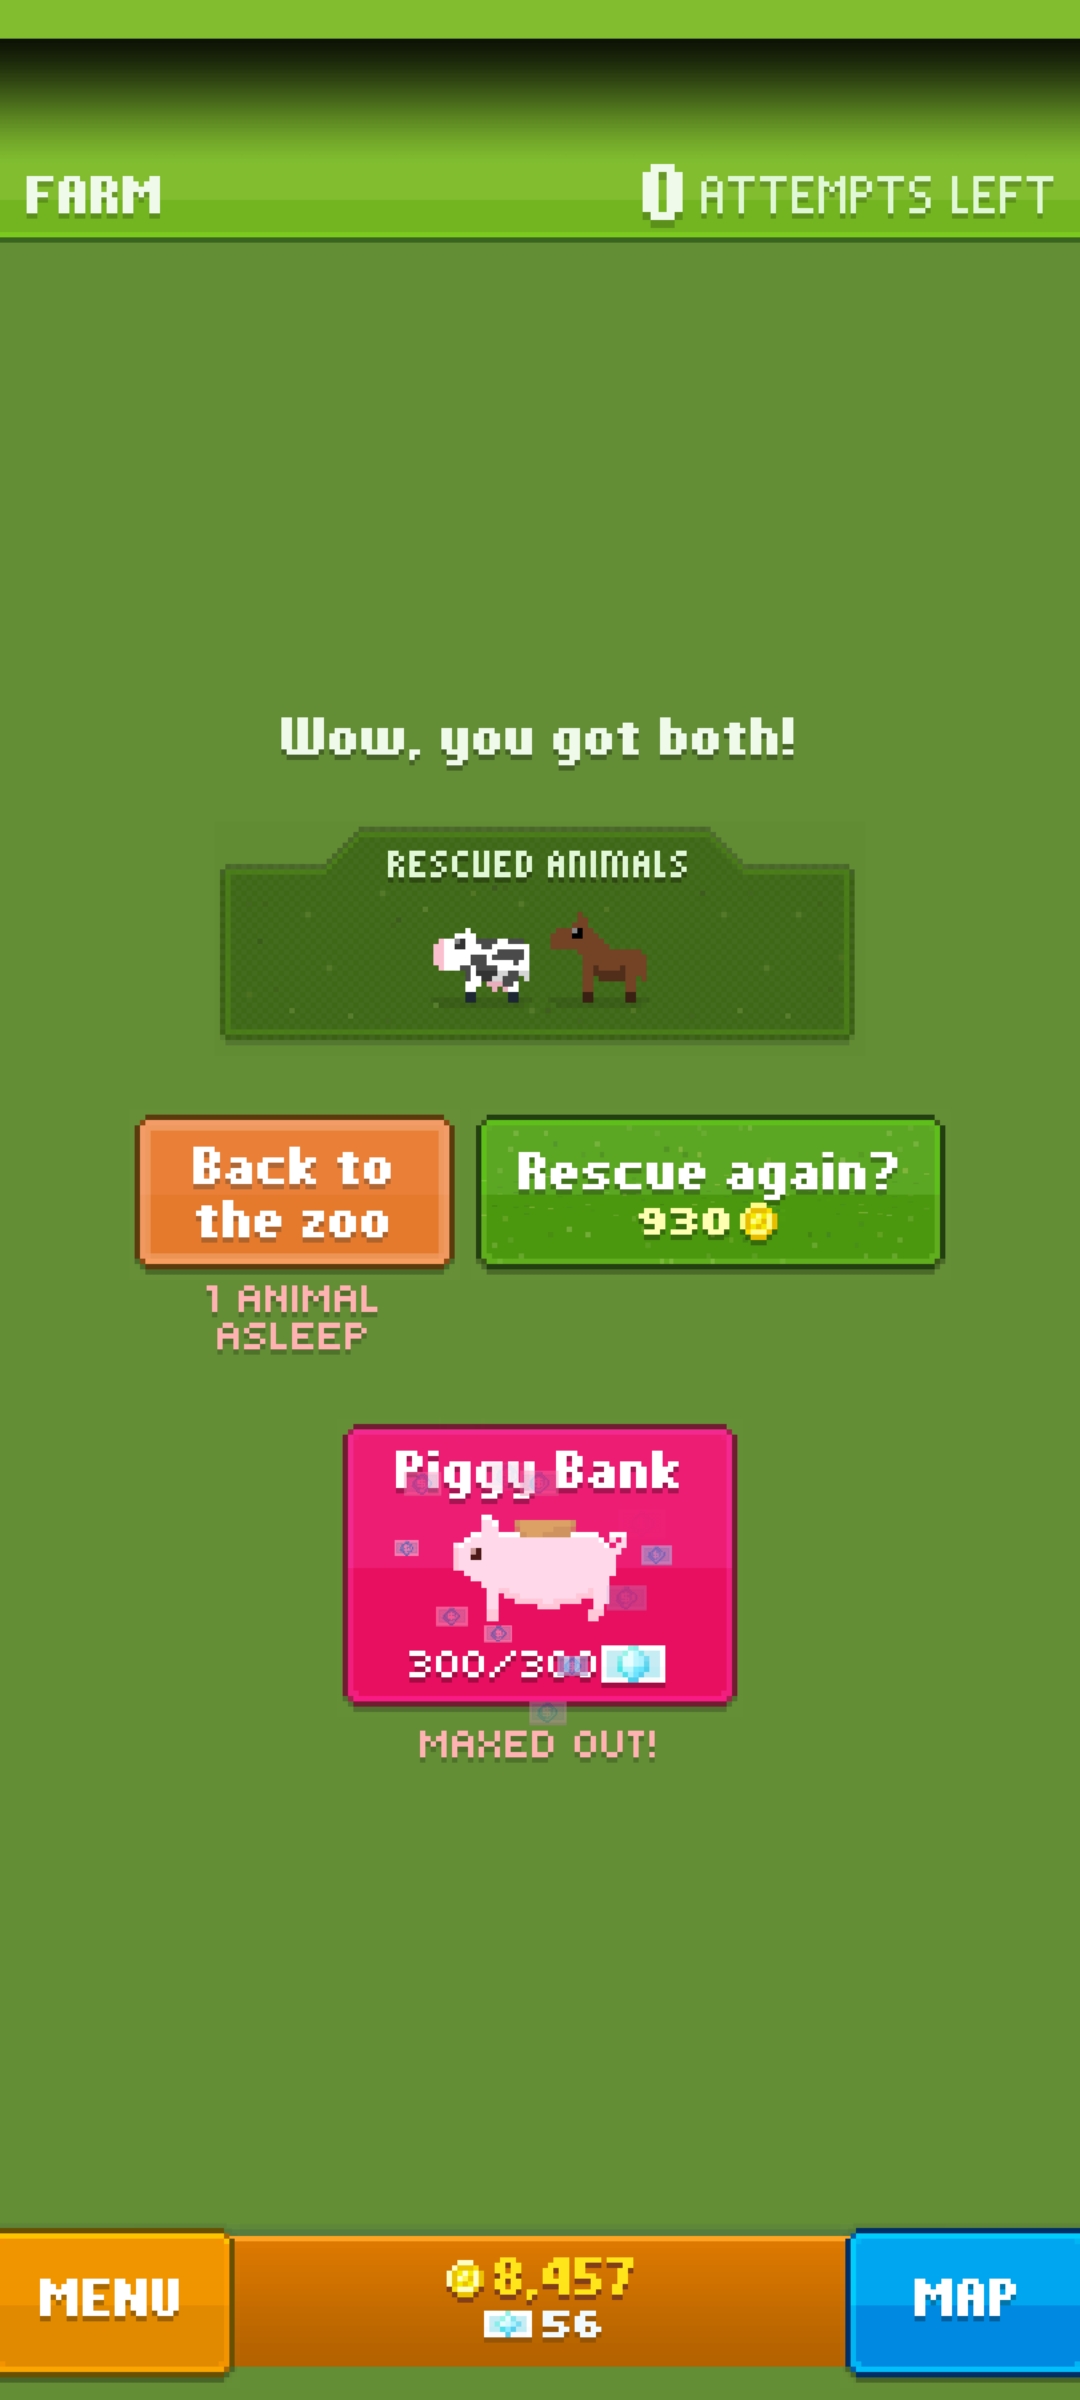 FARM
0 ATTEMPTS LEFT
Wow, you got both!
RESCUED ANIMALS
Back to
the zoo
Rescue again?
930
1 ANIMAL
ASLEEP
Piggy Bank
300/300
MAXED OUT!
MENU
8,457
56
MAP